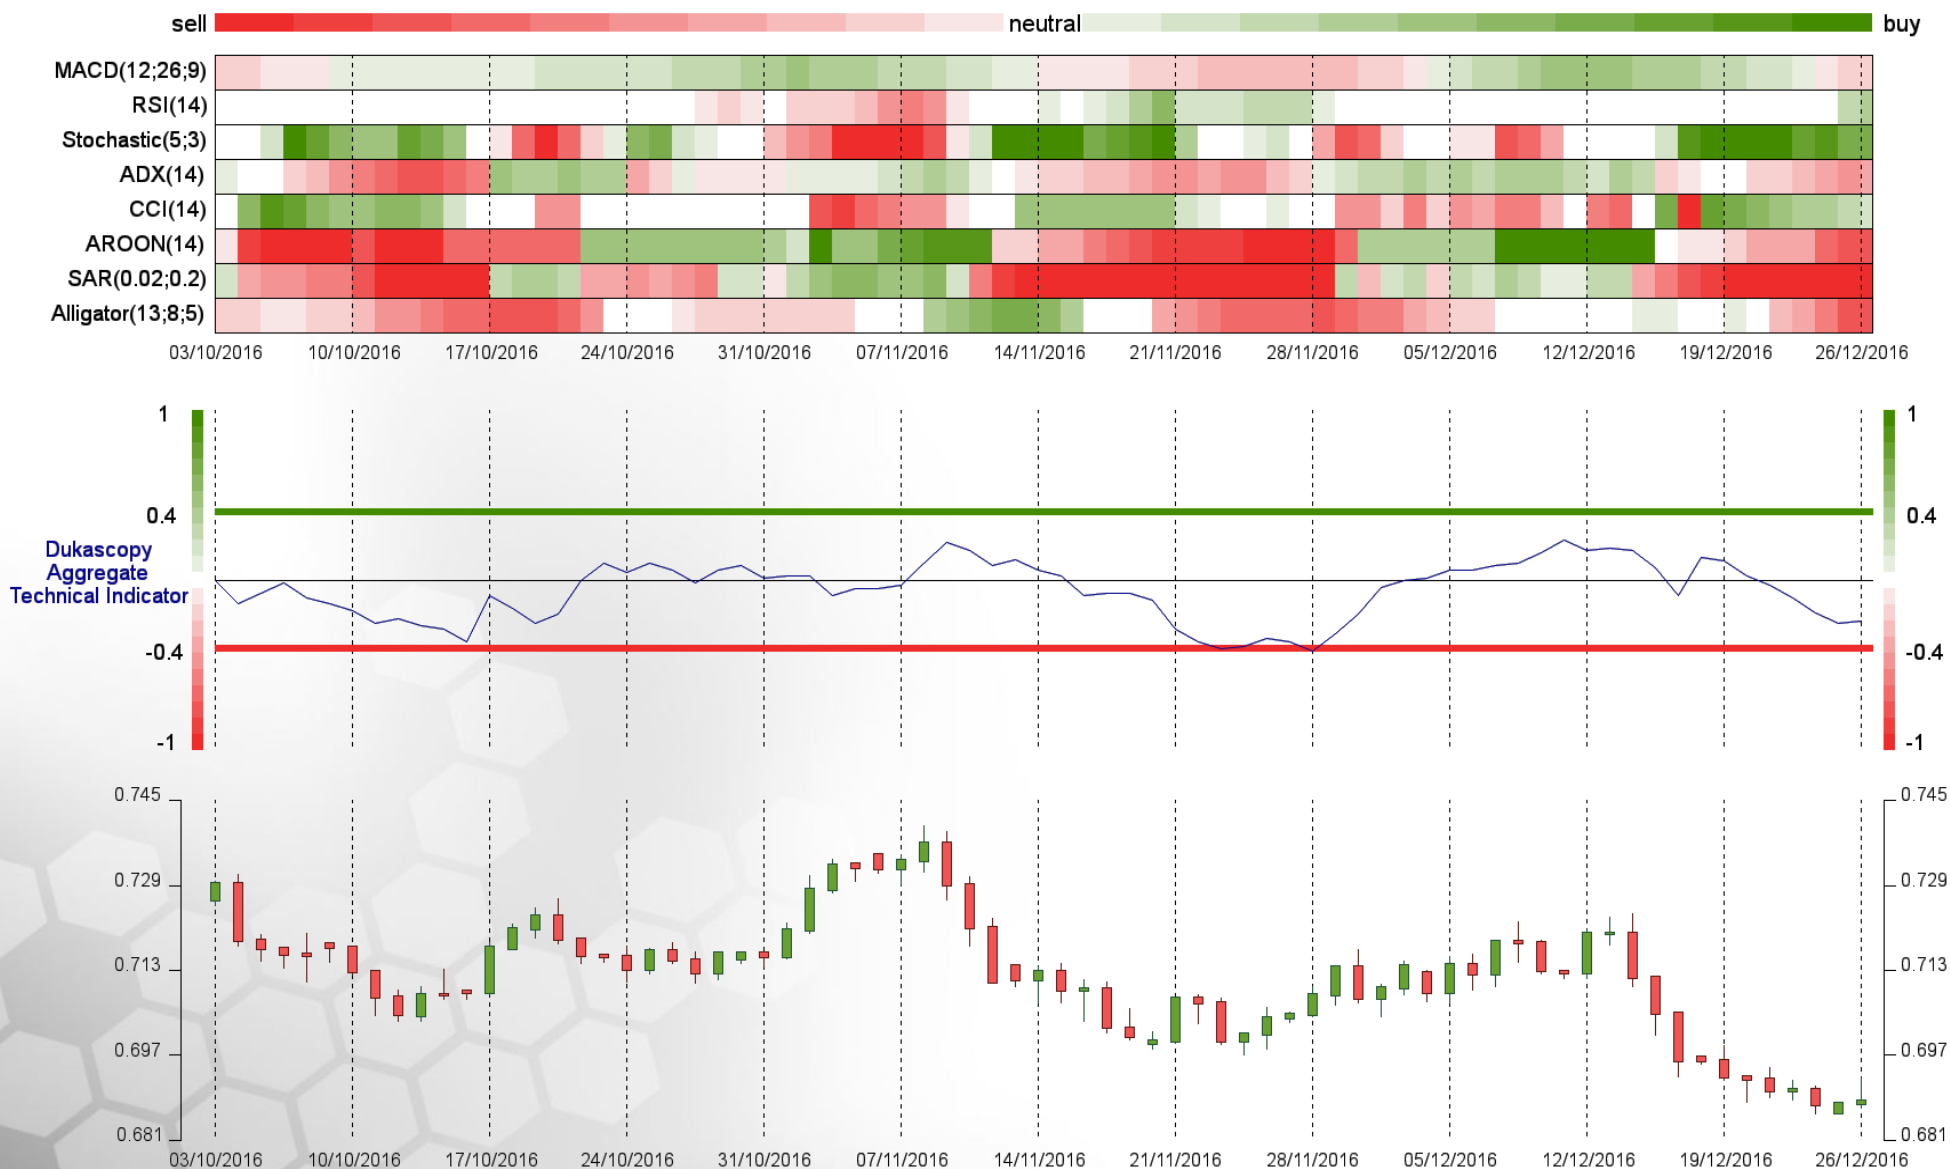 sell neutral buy
MACD(12;26;9)
RSI(14)
Stochastic(5;3)
ADX(14)
CCI(14)
AROON(14)
SAR(0.02;0.2)
Alligator(13;8;5)
03/10/2016 10/10/2016 17/10/2016 24/10/2016 31/10/2016 07/11/2016 14/11/2016 21/11/2016 28/11/2016 05/12/2016 12/12/2016 19/12/2016 26/12/2016
1 1
0.4 0.4
Dukascopy
Aggregate
Technical Indicator
-0.4 -0.4
-1 -1
0.745 0.745
0.729 0.729
0.713 0.713
0.697 0.697
0.681 0.681
03/10/2016 10/10/2016 17/10/2016 24/10/2016 31/10/2016 07/11/2016 14/11/2016 21/11/2016 28/11/2016 05/12/2016 12/12/2016 19/12/2016 26/12/2016